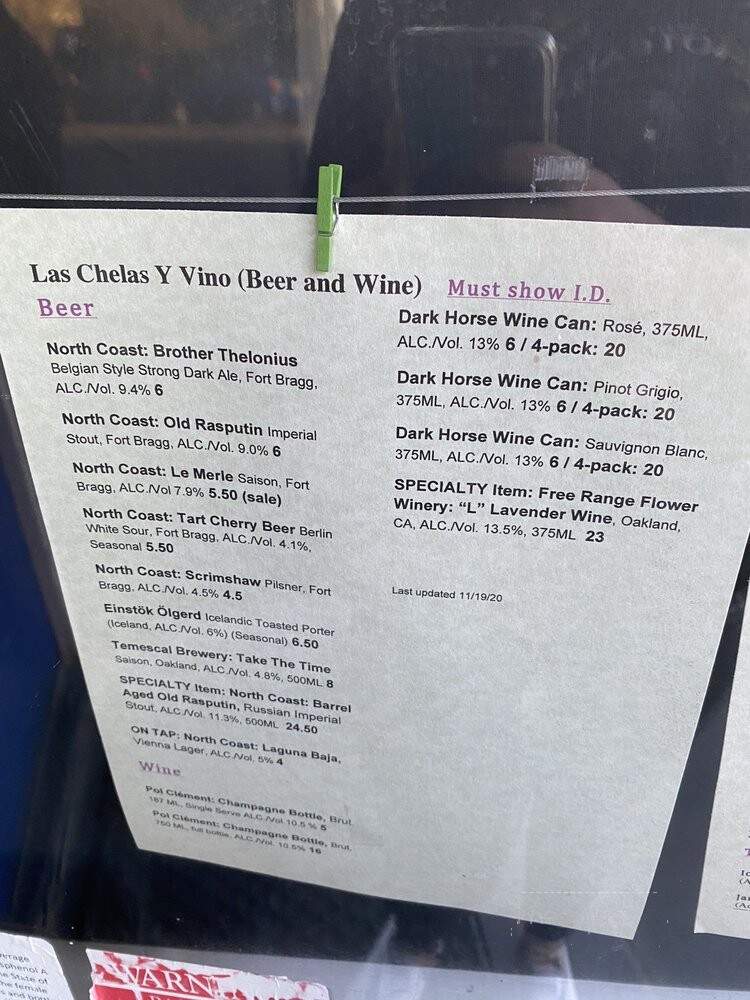 Las Chelas Y Vino (Beer and Wine)
Must show I.D.
Beer
North Coast: Brother Thelonius
Belgian Style Strong Dark Ale, Fort Bragg,
ALC./Vol. 9.4% 6
North Coast: Old Rasputin Imperial
Stout, Fort Bragg, ALC./Vol. 9.0% 6
North Coast: Le Merle Saison, Fort
Bragg, ALC./Vol 7.9% 5.50 (sale)
North Coast: Tart Cherry Beer Berlin
White Sour, Fort Bragg, ALC./Vol. 4.1%,
Seasonal 5.50
North Coast: Scrimshaw Pilsner, Fort
Bragg, ALC./Vol. 4.5% 4.5
Einstök Ölgerd Icelandic Toasted Porter
(Iceland, ALC./Vol. 6%) (Seasonal) 6.50
Temescal Brewery: Take The Time
Saison, Oakland, ALC./Vol. 4.8%, 500ML 8
SPECIALTY Item: North Coast: Barrel
Aged Old Rasputin, Russian Imperial
Stout, ALC./Vol. 11.3%, 500ML 24.50
ON TAP: North Coast: Laguna Baja,
Vienna Lager, ALC./Vol. 5% 4
Wine
Pol Clément: Champagne Bottle, Brut,
187 ML, Single Serve ALC./Vol 10.5 % 5
Pol Clément: Champagne Bottle, Brut,
750 ML, full bottle, ALC./Vol. 10.5% 16
Dark Horse Wine Can: Rosé, 375ML,
ALC./Vol. 13% 6 / 4-pack: 20
Dark Horse Wine Can: Pinot Grigio,
375ML, ALC./Vol. 13% 6 / 4-pack: 20
Dark Horse Wine Can: Sauvignon Blanc,
375ML, ALC./Vol. 13% 6 / 4-pack: 20
SPECIALTY Item: Free Range Flower
Winery: “L” Lavender Wine, Oakland,
CA, ALC./Vol. 13.5%, 375ML 23
Last updated 11/19/20
State of
female